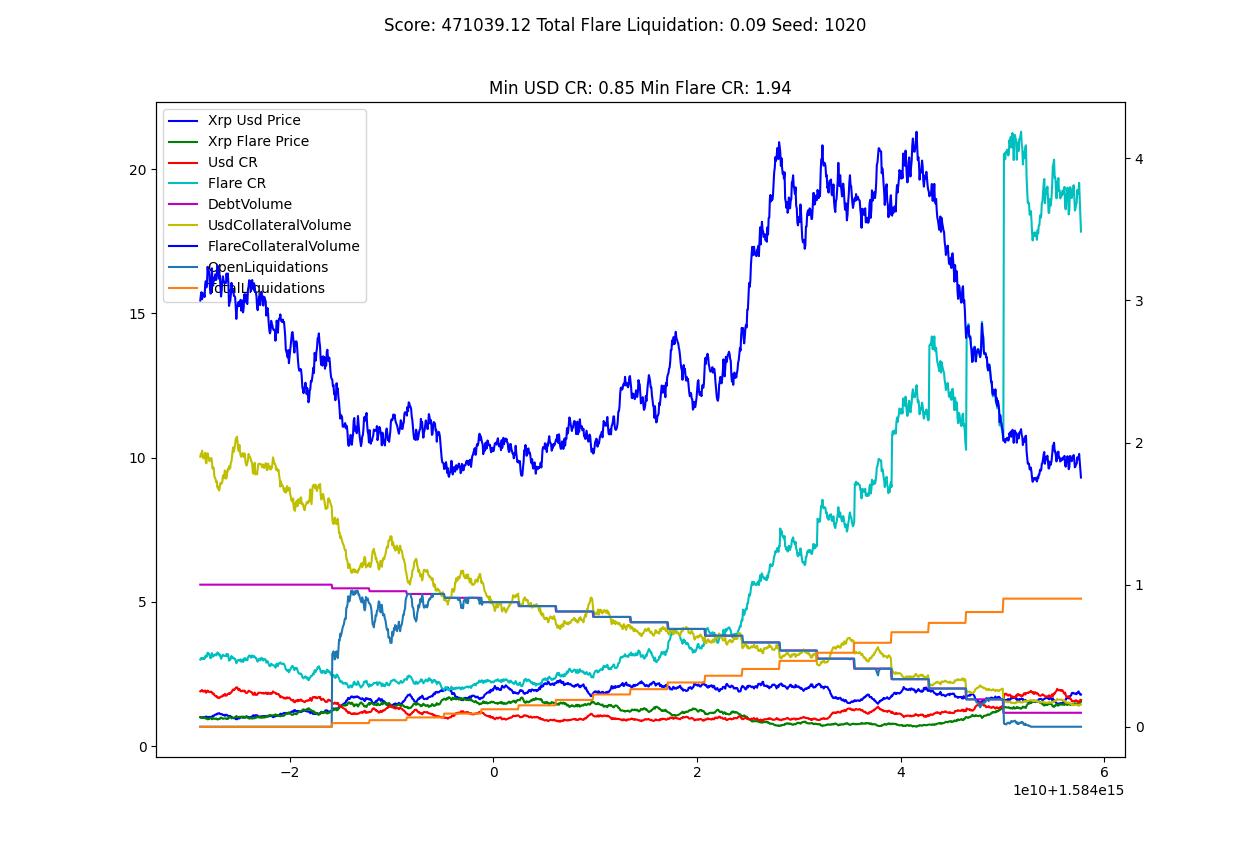 Score: 471039.12 Total Flare Liquidation: 0.09 Seed: 1020
Min USD CR: 0.85 Min Flare CR: 1.94
Xrp Usd Price
Xrp Flare Price
Usd CR
Flare CR
DebtVolume
UsdCollateralVolume
FlareCollateralVolume
OpenLiquidations
TotalLiquidations
20
15
10
5
0
4
3
2
1
0
−2
0
2
4
6
1e10+1.584e15